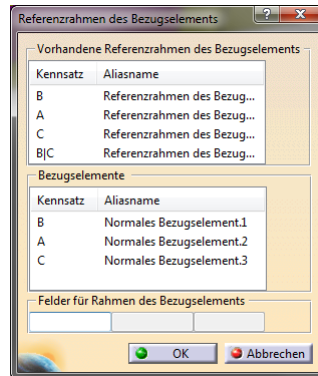 Referenzrahmen des Bezugselements
Vorhandene Referenzrahmen des Bezugselements
Kennsatz Aliasname
B Referenzrahmen des Bezug...
A Referenzrahmen des Bezug...
C Referenzrahmen des Bezug...
B|C Referenzrahmen des Bezug...
Bezugselemente
Kennsatz Aliasname
B Normales Bezugselement.1
A Normales Bezugselement.2
C Normales Bezugselement.3
Felder für Rahmen des Bezugselements
OK Abbrechen